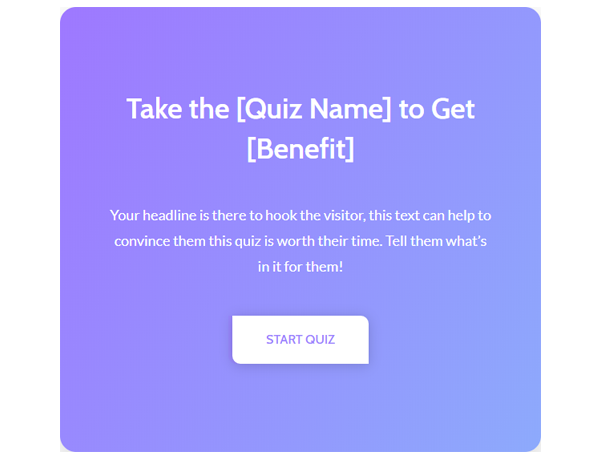 Take the [Quiz Name] to Get
[Benefit]
Your headline is there to hook the visitor, this text can help to
convince them this quiz is worth their time. Tell them what's
in it for them!
START QUIZ